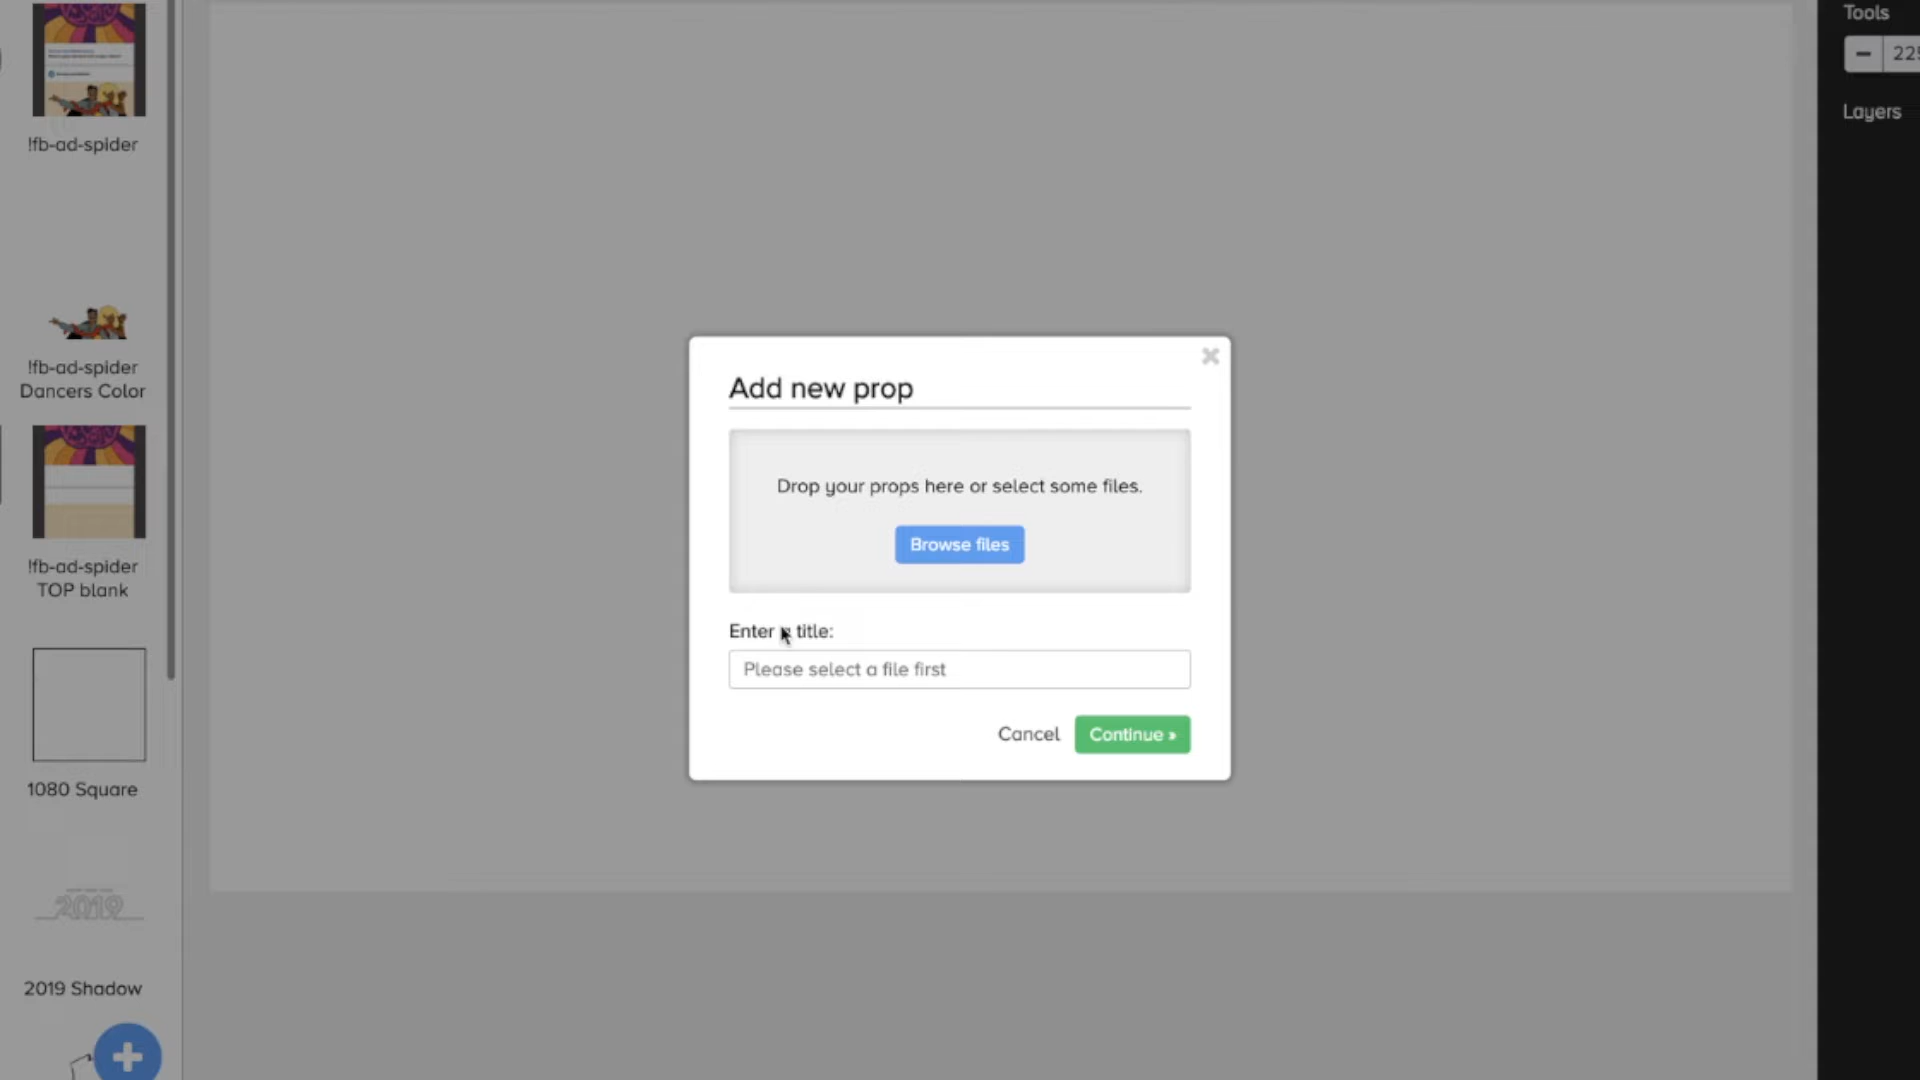 !fb-ad-spider
!fb-ad-spider
Dancers Color
!fb-ad-spider
TOP blank
1080 Square
2019
2019 Shadow
Add new prop
Drop your props here or select some files.
Browse files
Enter a title:
Please select a file first
Cancel
Continue »
Tools
225
Layers